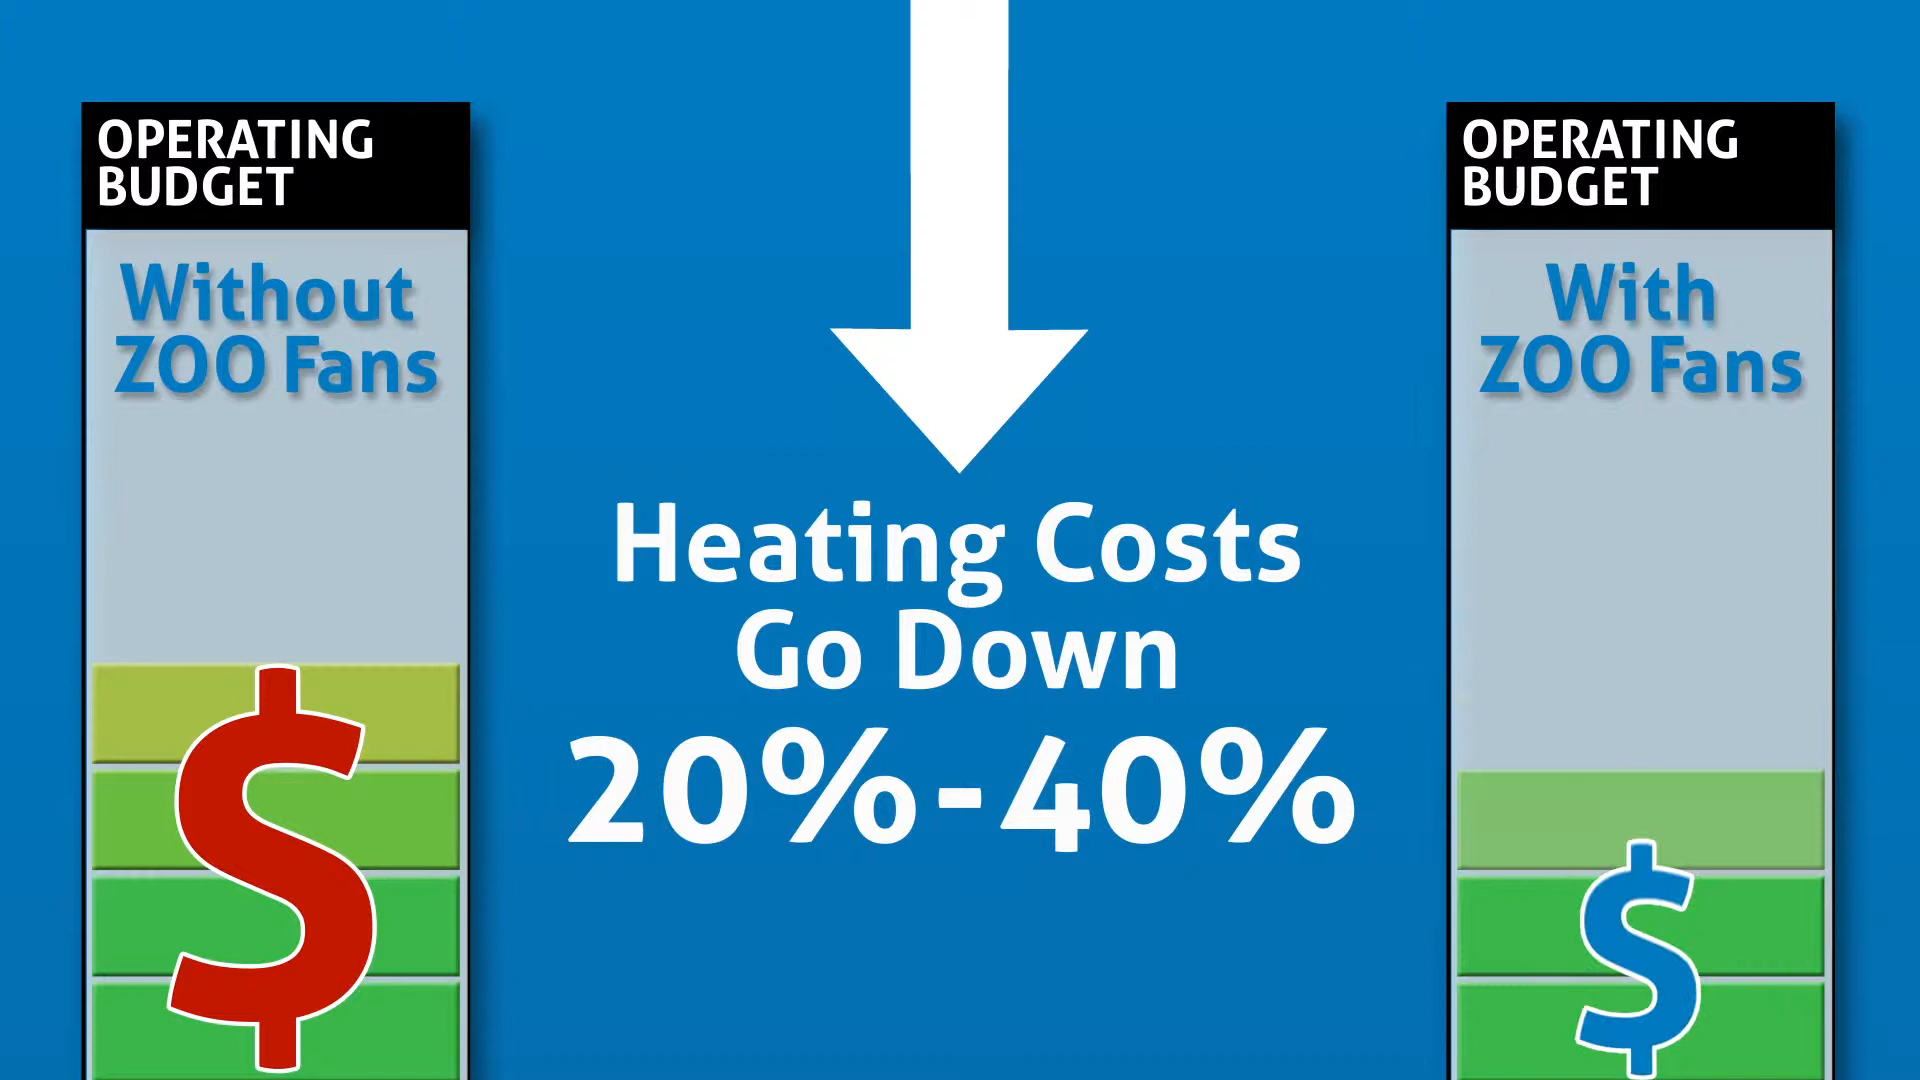 OPERATING
BUDGET
Without
ZOO Fans
$
Heating Costs
Go Down
20%-40%
OPERATING
BUDGET
With
ZOO Fans
$